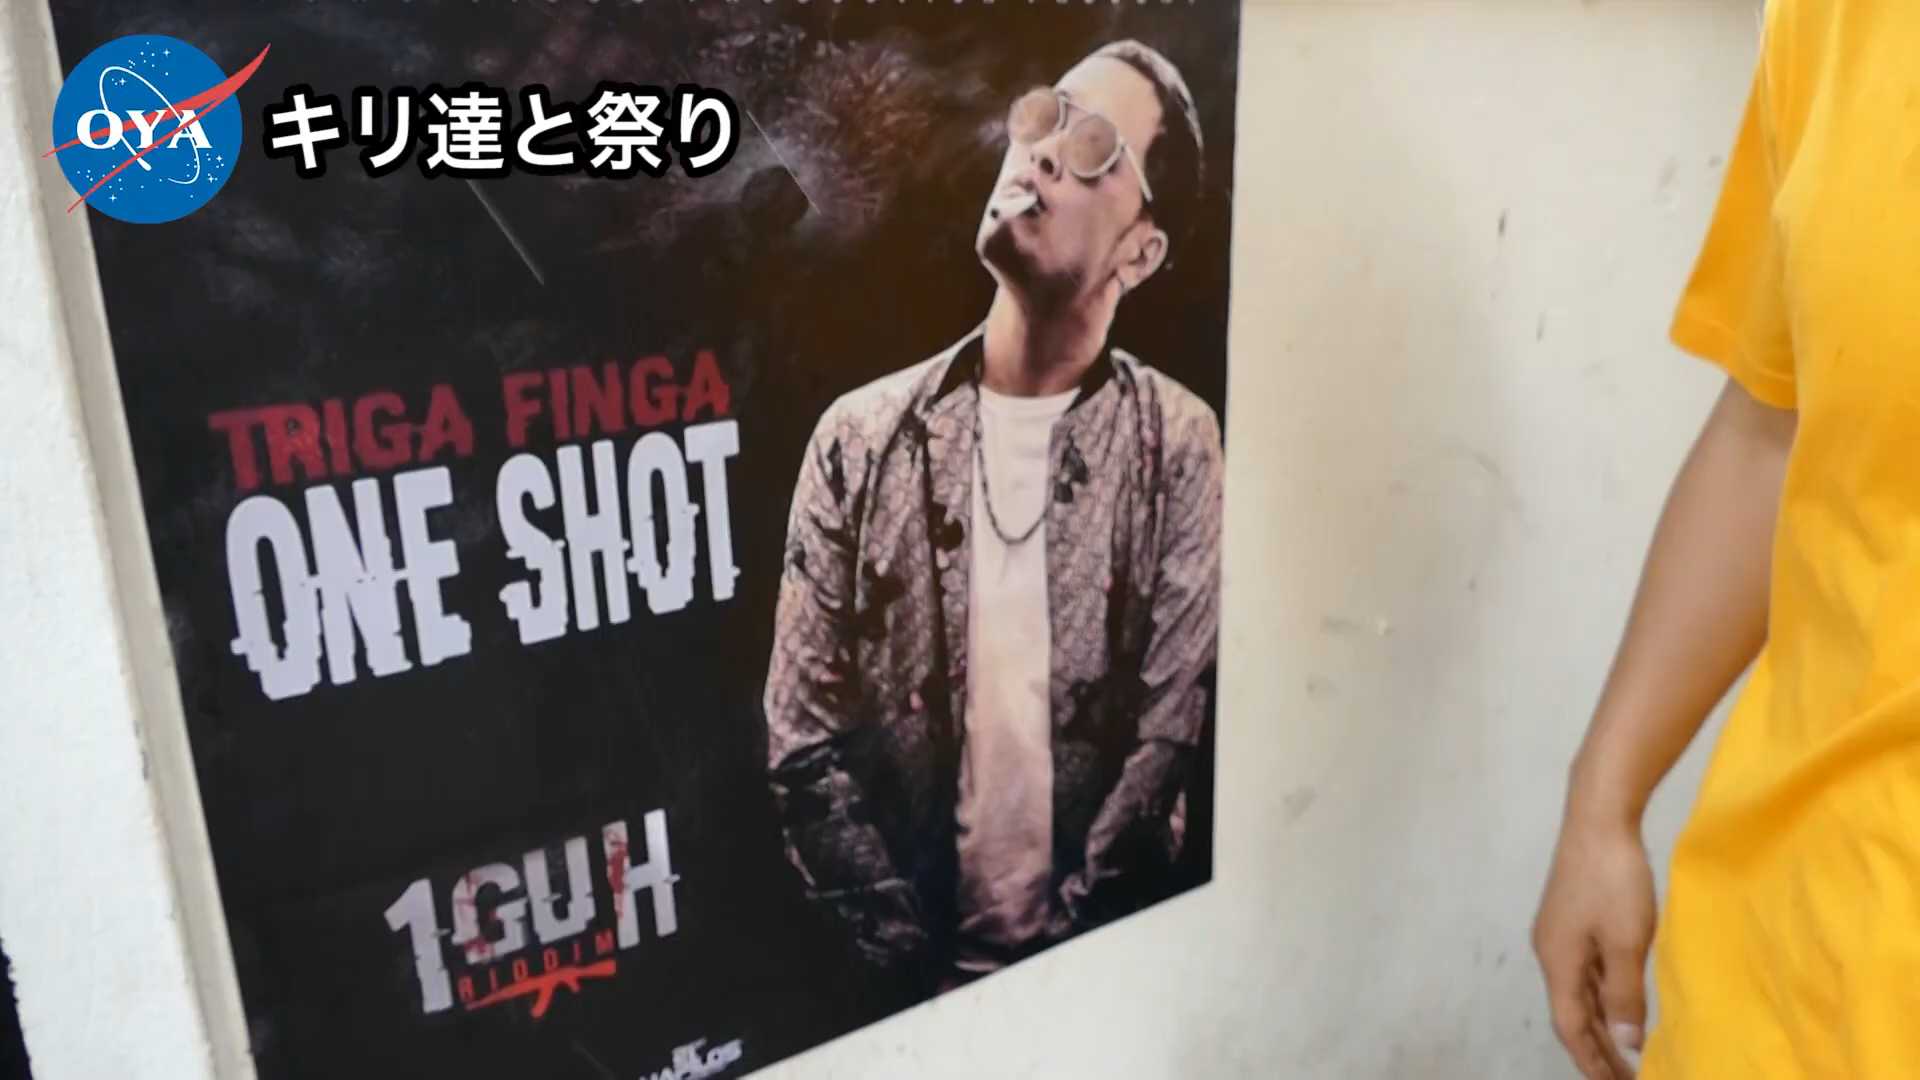 OYA
キリ達と祭り
TRIGA FINGA
ONE SHOT
1GUH
RIDDIM